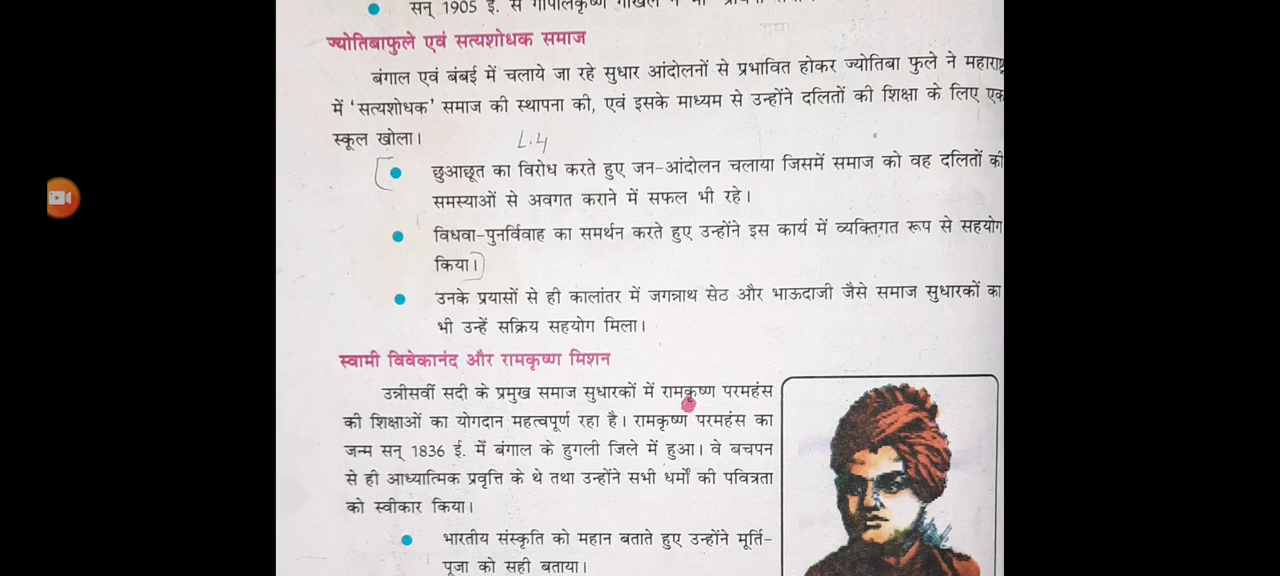 सन् 1905 ई. से गोपालकृष्ण गोखले ने भी
ज्योतिबाफुले एवं सत्यशोधक समाज
बंगाल एवं बंबई में चलाये जा रहे सुधार आंदोलनों से प्रभावित होकर ज्योतिबा फुले ने महाराष्ट्र
में 'सत्यशोधक' समाज की स्थापना की, एवं इसके माध्यम से उन्होंने दलितों की शिक्षा के लिए एक
स्कूल खोला।
L.4
छुआछूत का विरोध करते हुए जन-आंदोलन चलाया जिसमें समाज को वह दलितों की
समस्याओं से अवगत कराने में सफल भी रहे।
विधवा-पुनर्विवाह का समर्थन करते हुए उन्होंने इस कार्य में व्यक्तिगत रूप से सहयोग
किया।
उनके प्रयासों से ही कालांतर में जगन्नाथ सेठ और भाऊदाजी जैसे समाज सुधारकों का
भी उन्हें सक्रिय सहयोग मिला।
स्वामी विवेकानंद और रामकृष्ण मिशन
उन्नीसवीं सदी के प्रमुख समाज सुधारकों में रामकृष्ण परमहंस
की शिक्षाओं का योगदान महत्वपूर्ण रहा है। रामकृष्ण परमहंस का
जन्म सन् 1836 ई. में बंगाल के हुगली जिले में हुआ। वे बचपन
से ही आध्यात्मिक प्रवृत्ति के थे तथा उन्होंने सभी धर्मों की पवित्रता
को स्वीकार किया।
भारतीय संस्कृति को महान बताते हुए उन्होंने मूर्ति-
पूजा को सही बताया।